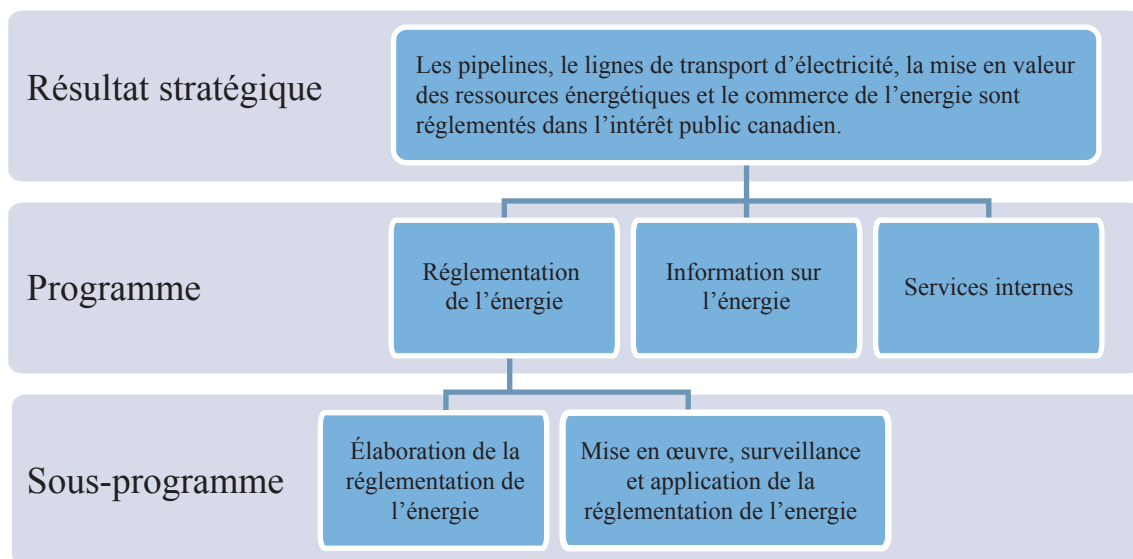 Résultat stratégique
Les pipelines, le lignes de transport d’électricité, la mise en valeur
des ressources énergétiques et le commerce de l’energie sont
réglementés dans l’intérêt public canadien.
Programme
Réglementation
de l’énergie
Information sur
l’énergie
Services internes
Sous-programme
Élaboration de la
réglementation de
l’énergie
Mise en œuvre, surveillance
et application de la
réglementation de l’energie